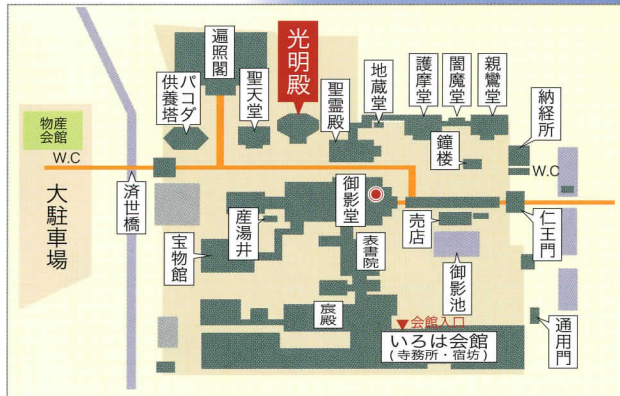 光明殿
遍照閣
パコダ
供養塔
聖天堂
聖霊殿
地蔵堂
護摩堂
閻魔堂
親鸞堂
鐘楼
納経所
W.C
物産
会館
W.C
大駐車場
済世橋
宝物館
産湯井
御影堂
表書院
売店
御影池
仁王門
宸殿
会館入口
いろは会館
(寺務所・宿坊)
通用門